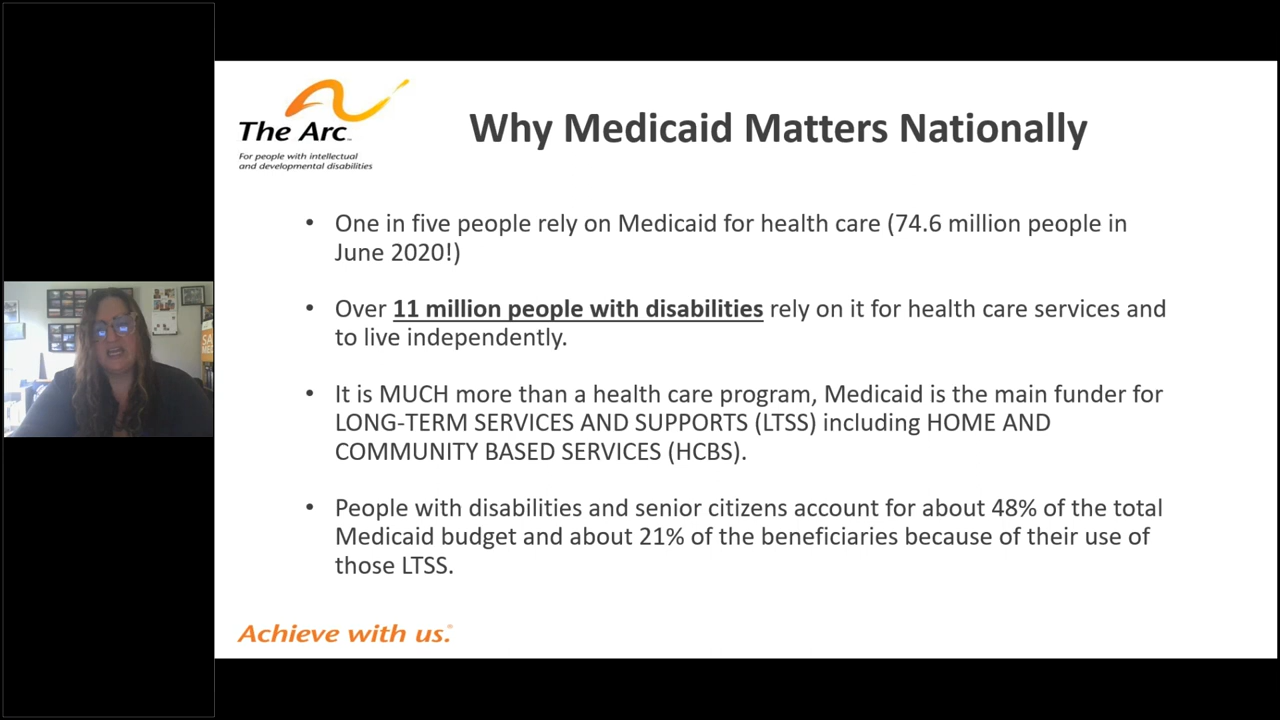 The Arc™
For people with intellectual
and developmental disabilities
Why Medicaid Matters Nationally
• One in five people rely on Medicaid for health care (74.6 million people in
June 2020!)
• Over 11 million people with disabilities rely on it for health care services and
to live independently.
• It is MUCH more than a health care program, Medicaid is the main funder for
LONG-TERM SERVICES AND SUPPORTS (LTSS) including HOME AND
COMMUNITY BASED SERVICES (HCBS).
• People with disabilities and senior citizens account for about 48% of the total
Medicaid budget and about 21% of the beneficiaries because of their use of
those LTSS.
Achieve with us.®